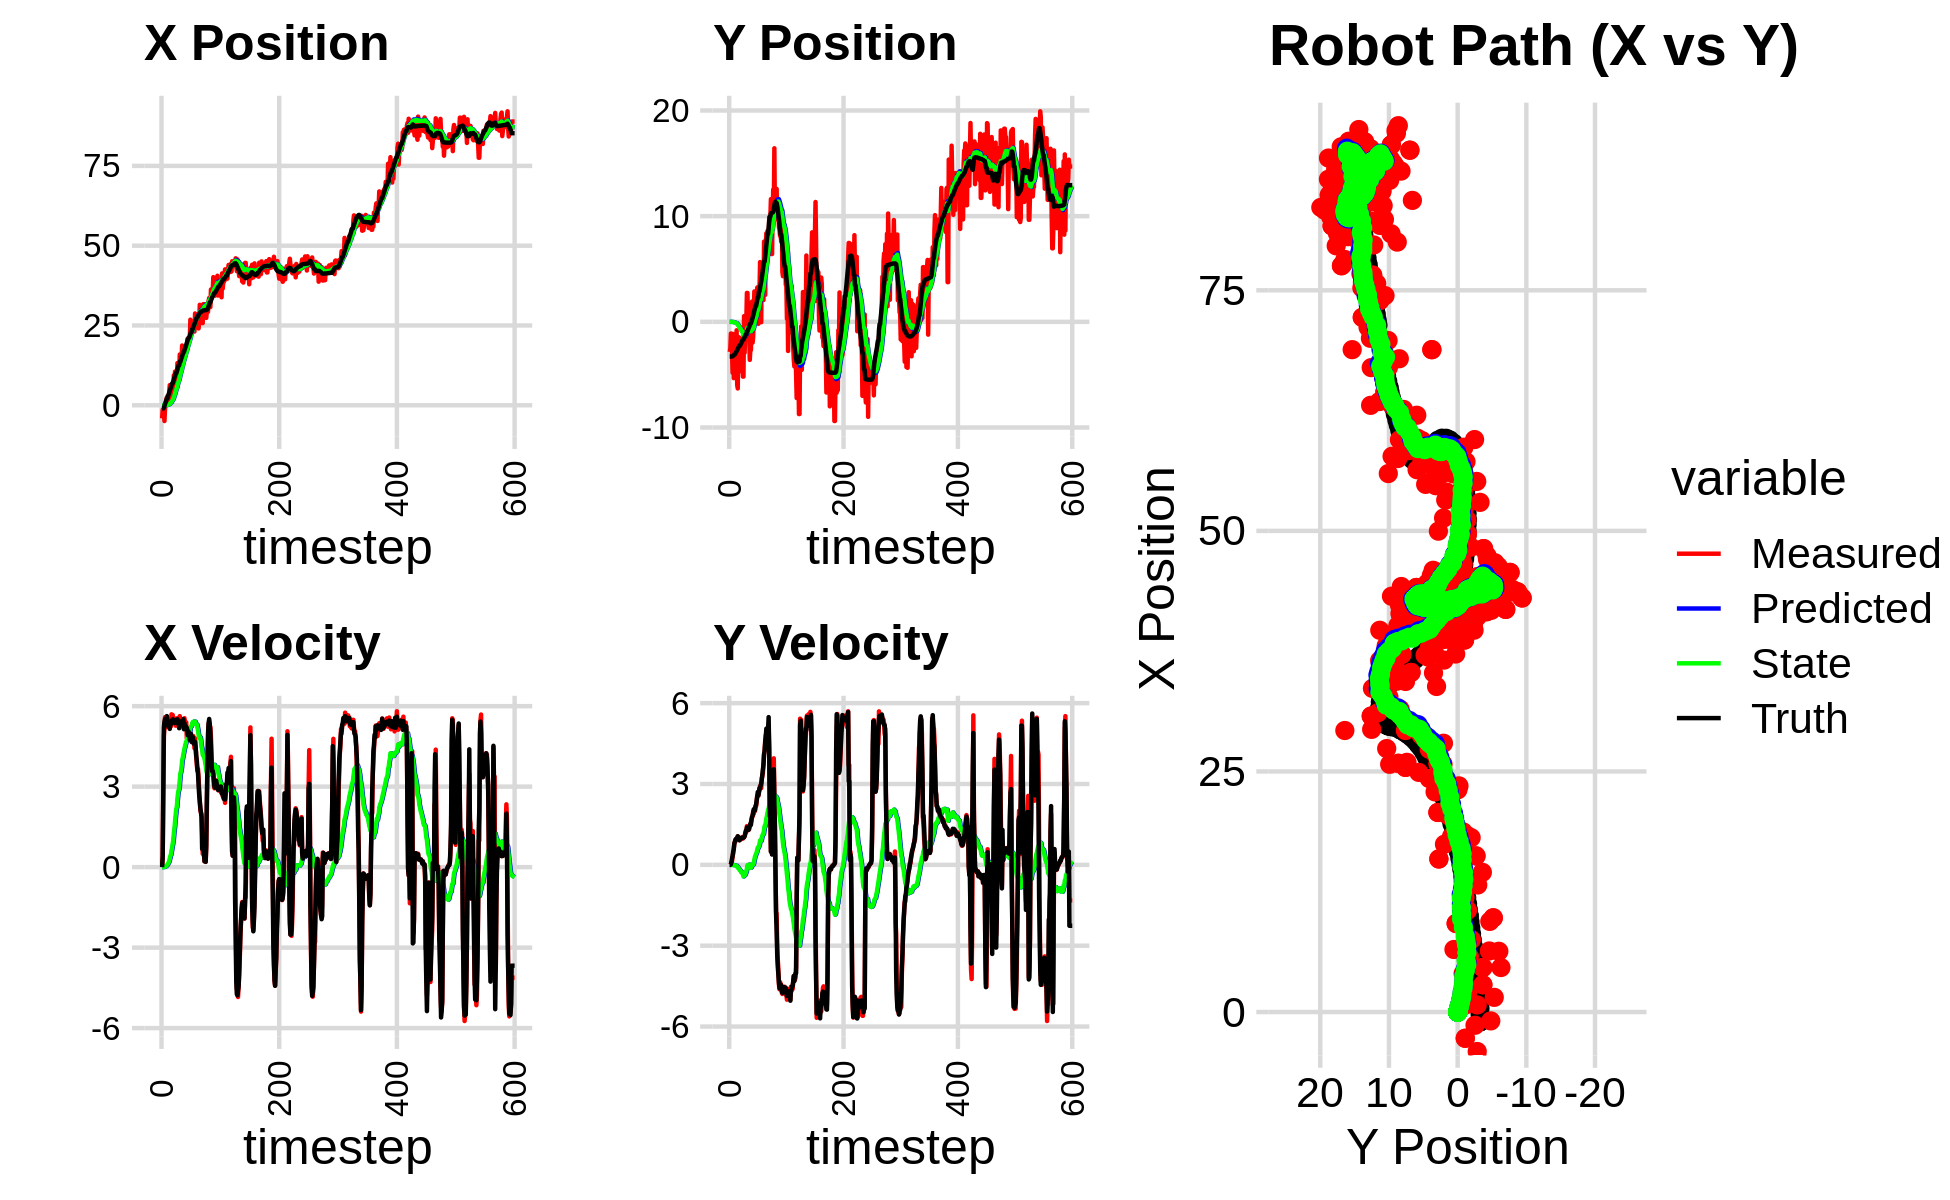 X Position
75
50
25
0
0
200
400
600
timestep
Y Position
20
10
0
-10
0
200
400
600
timestep
X Velocity
6
3
0
-3
-6
0
200
400
600
timestep
Y Velocity
6
3
0
-3
-6
0
200
400
600
timestep
Robot Path (X vs Y)
X Position
75
50
25
0
20 10 0 -10 -20
Y Position
variable
Measured
Predicted
State
Truth